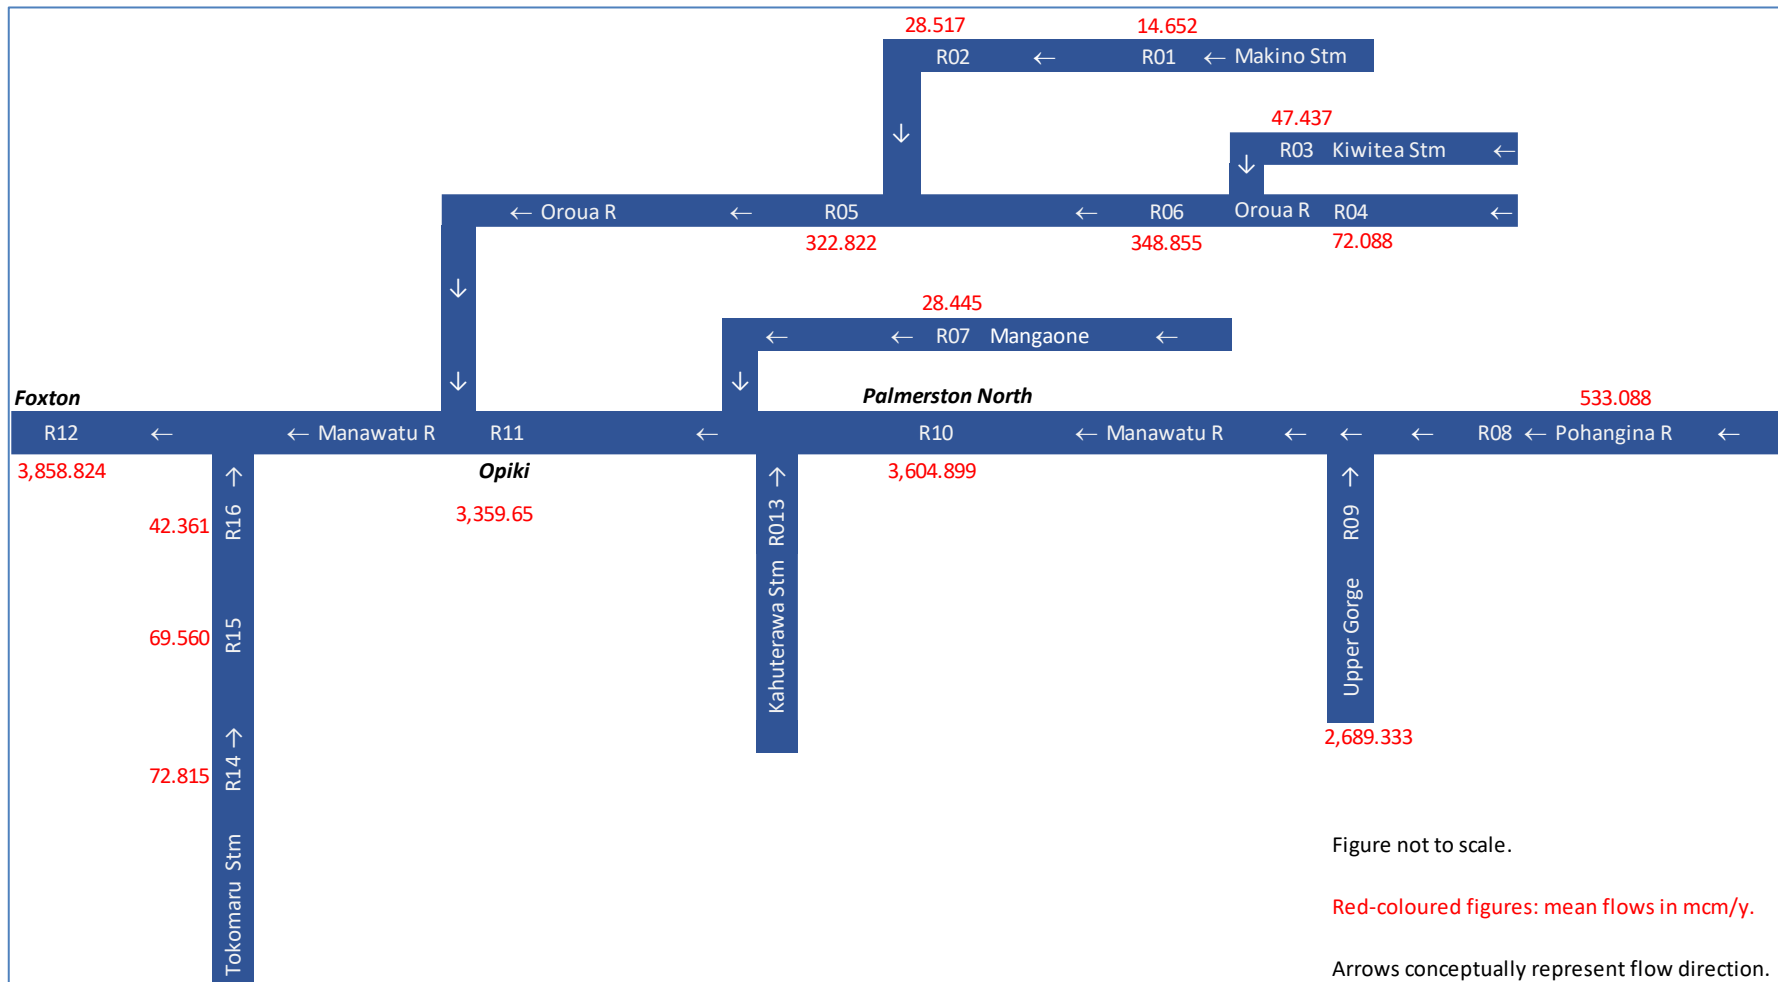 28.517 14.652
R02 ← R01 ← Makino Stm
47.437
↓ R03 Kiwitea Stm ←
↓
← Oroua R ← R05 ← R06 Oroua R R04 ←
322.822 348.855 72.088
↓
28.445
← ← R07 Mangaone ←
↓ ↓
Foxton Palmerston North 533.088
R12 ← ← Manawatu R R11 ← R10 ← Manawatu R ← ← ← R08 ← Pohangina R ←
3,858.824 Opiki 3,604.899
3,359.65
Tokomaru Stm R14 → R15 R16 →
42.361
69.560
72.815
Kahuterawa Stm R013 →
Upper Gorge R09 →
2,689.333
Figure not to scale.
Red-coloured figures: mean flows in mcm/y.
Arrows conceptually represent flow direction.